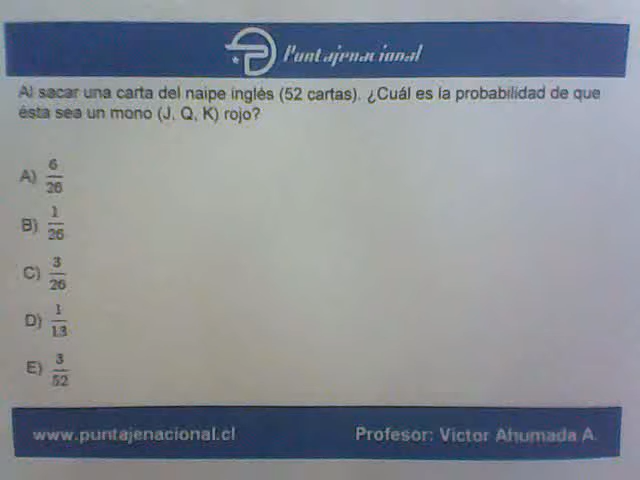 Puntajenacional
Al sacar una carta del naipe inglés (52 cartas). ¿Cuál es la probabilidad de que
ésta sea un mono (J, Q, K) rojo?
A) 6/26
B) 1/26
C) 3/26
D) 1/13
E) 3/52
www.puntajenacional.cl Profesor: Victor Ahumada A.